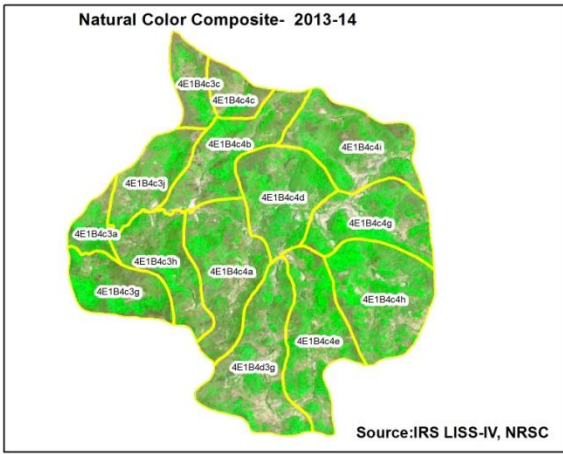 Natural Color Composite- 2013-14
4E1B4c3c
4E1B4c4c
4E1B4c4b
4E1B4c4i
4E1B4c3j
4E1B4c4d
4E1B4c4g
4E1B4c3a
4E1B4c3h
4E1B4c4a
4E1B4c3g
4E1B4c4h
4E1B4c4e
4E1B4d3g
Source:IRS LISS-IV, NRSC